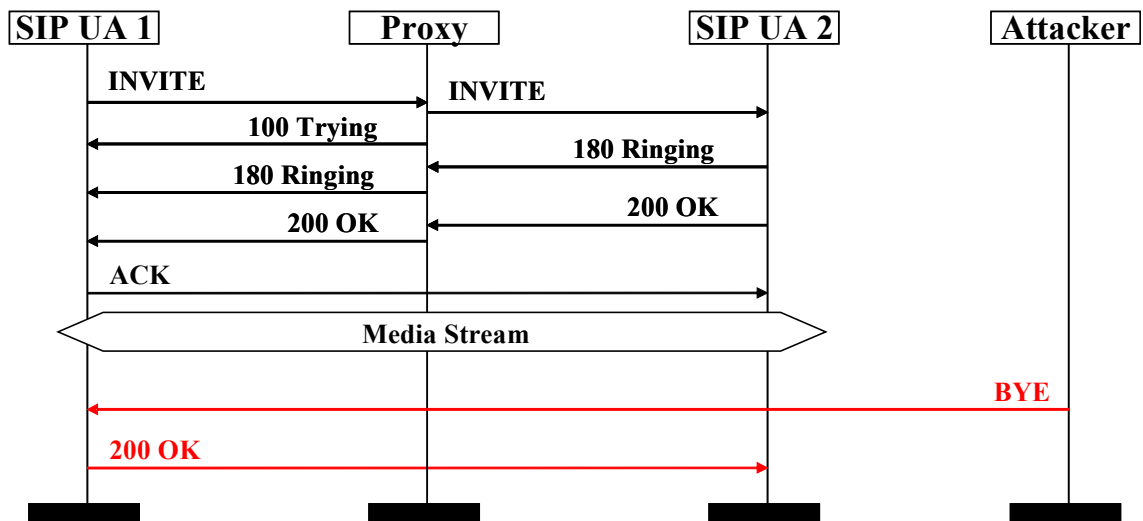 SIP UA 1 Proxy SIP UA 2 Attacker
INVITE
INVITE
100 Trying
180 Ringing
180 Ringing
200 OK
200 OK
ACK
Media Stream
BYE
200 OK